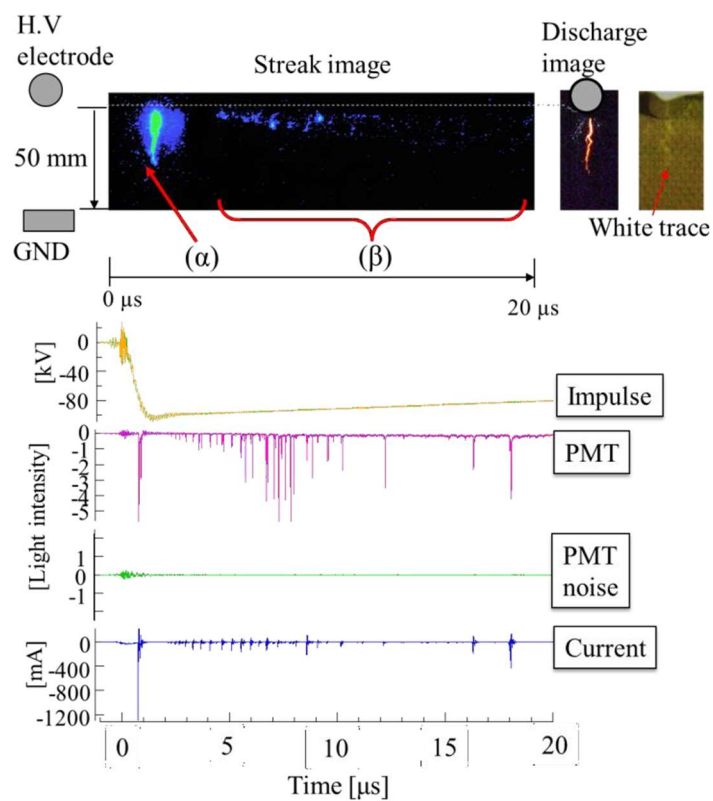 H.V
electrode
Streak image
Discharge
image
50 mm
GND
(α)
(β)
White trace
0 μs
20 μs
[kV]
0
-40
-80
Impulse
[Light intensity]
0
-1
-2
-3
-4
-5
PMT
1
0
-1
PMT
noise
[mA]
0
-400
-800
-1200
Current
0
5
10
15
20
Time [μs]